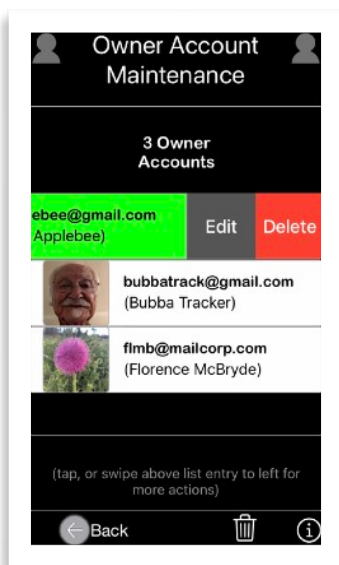 Owner Account
Maintenance
3 Owner
Accounts
ebee@gmail.com
Applebee)
Edit
Delete
bubbatrack@gmail.com
(Bubba Tracker)
flmb@mailcorp.com
(Florence McBryde)
(tap, or swipe above list entry to left for
more actions)
Back